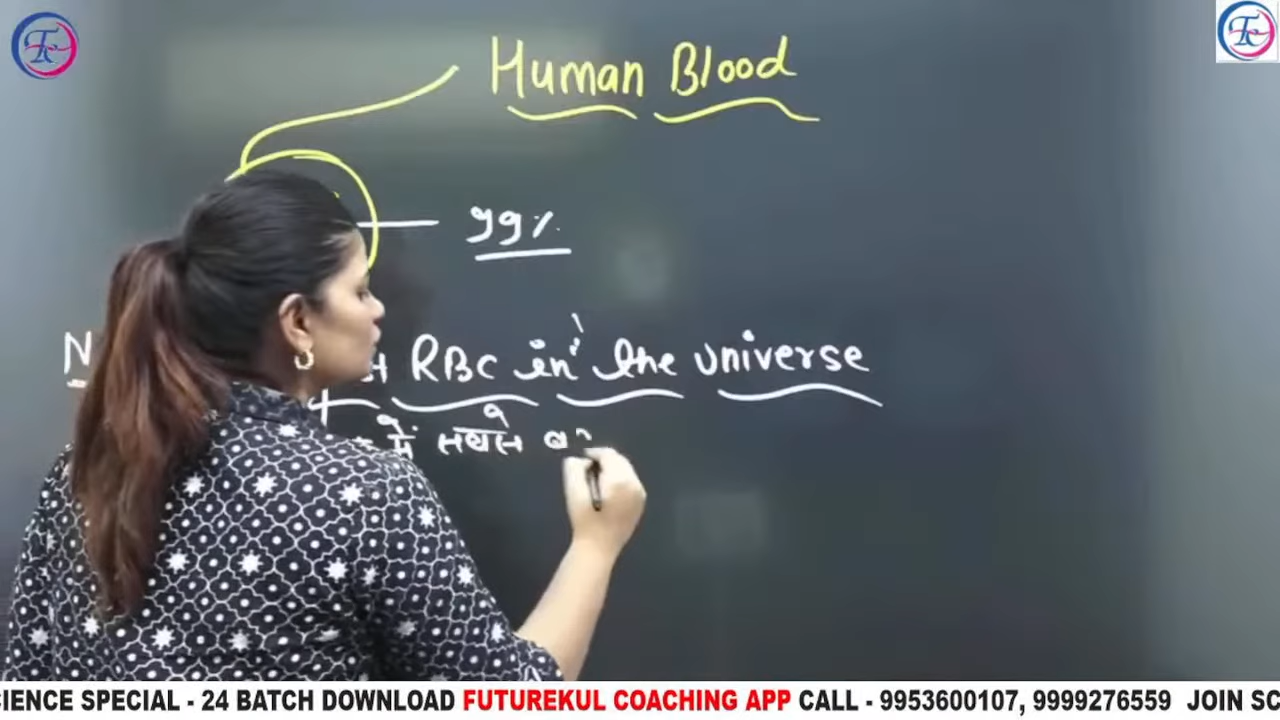 Human Blood
99%
N
RBC in the universe
में सबसे
CIENCE SPECIAL - 24 BATCH DOWNLOAD FUTUREKUL COACHING APP CALL - 9953600107, 9999276559 JOIN SC